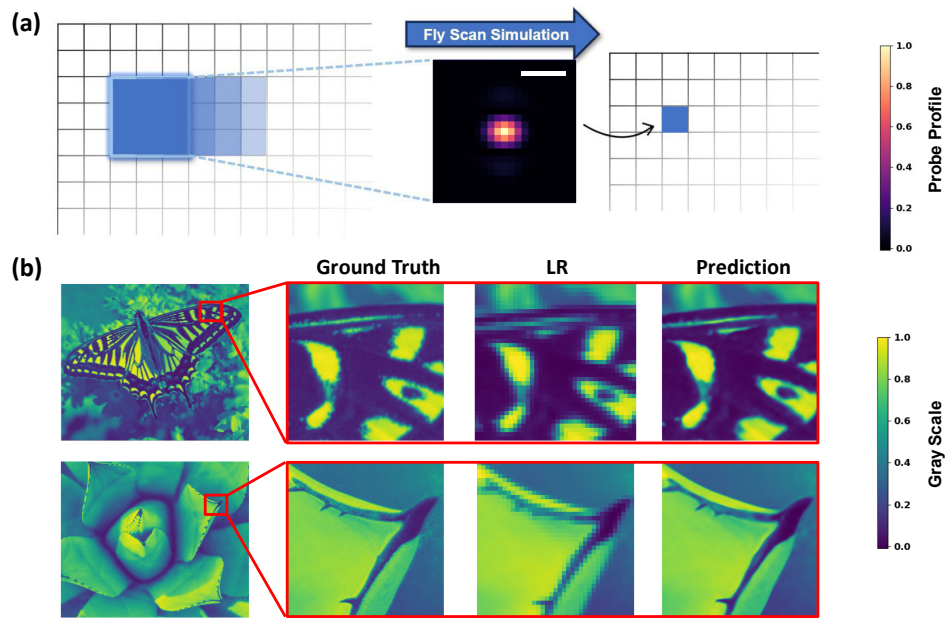 (a)
Fly Scan Simulation
1.0
0.8
0.6
0.4
0.2
0.0
Probe Profile
(b)
Ground Truth
LR
Prediction
1.0
0.8
0.6
0.4
0.2
0.0
Gray Scale